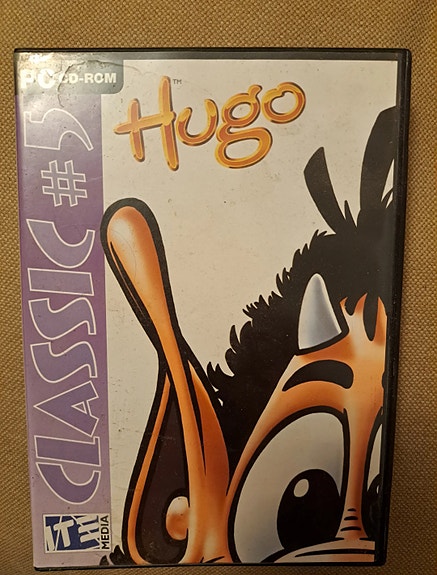 PC CD-ROM
Hugo
TM
CLASSIC #5
ITE
MEDIA